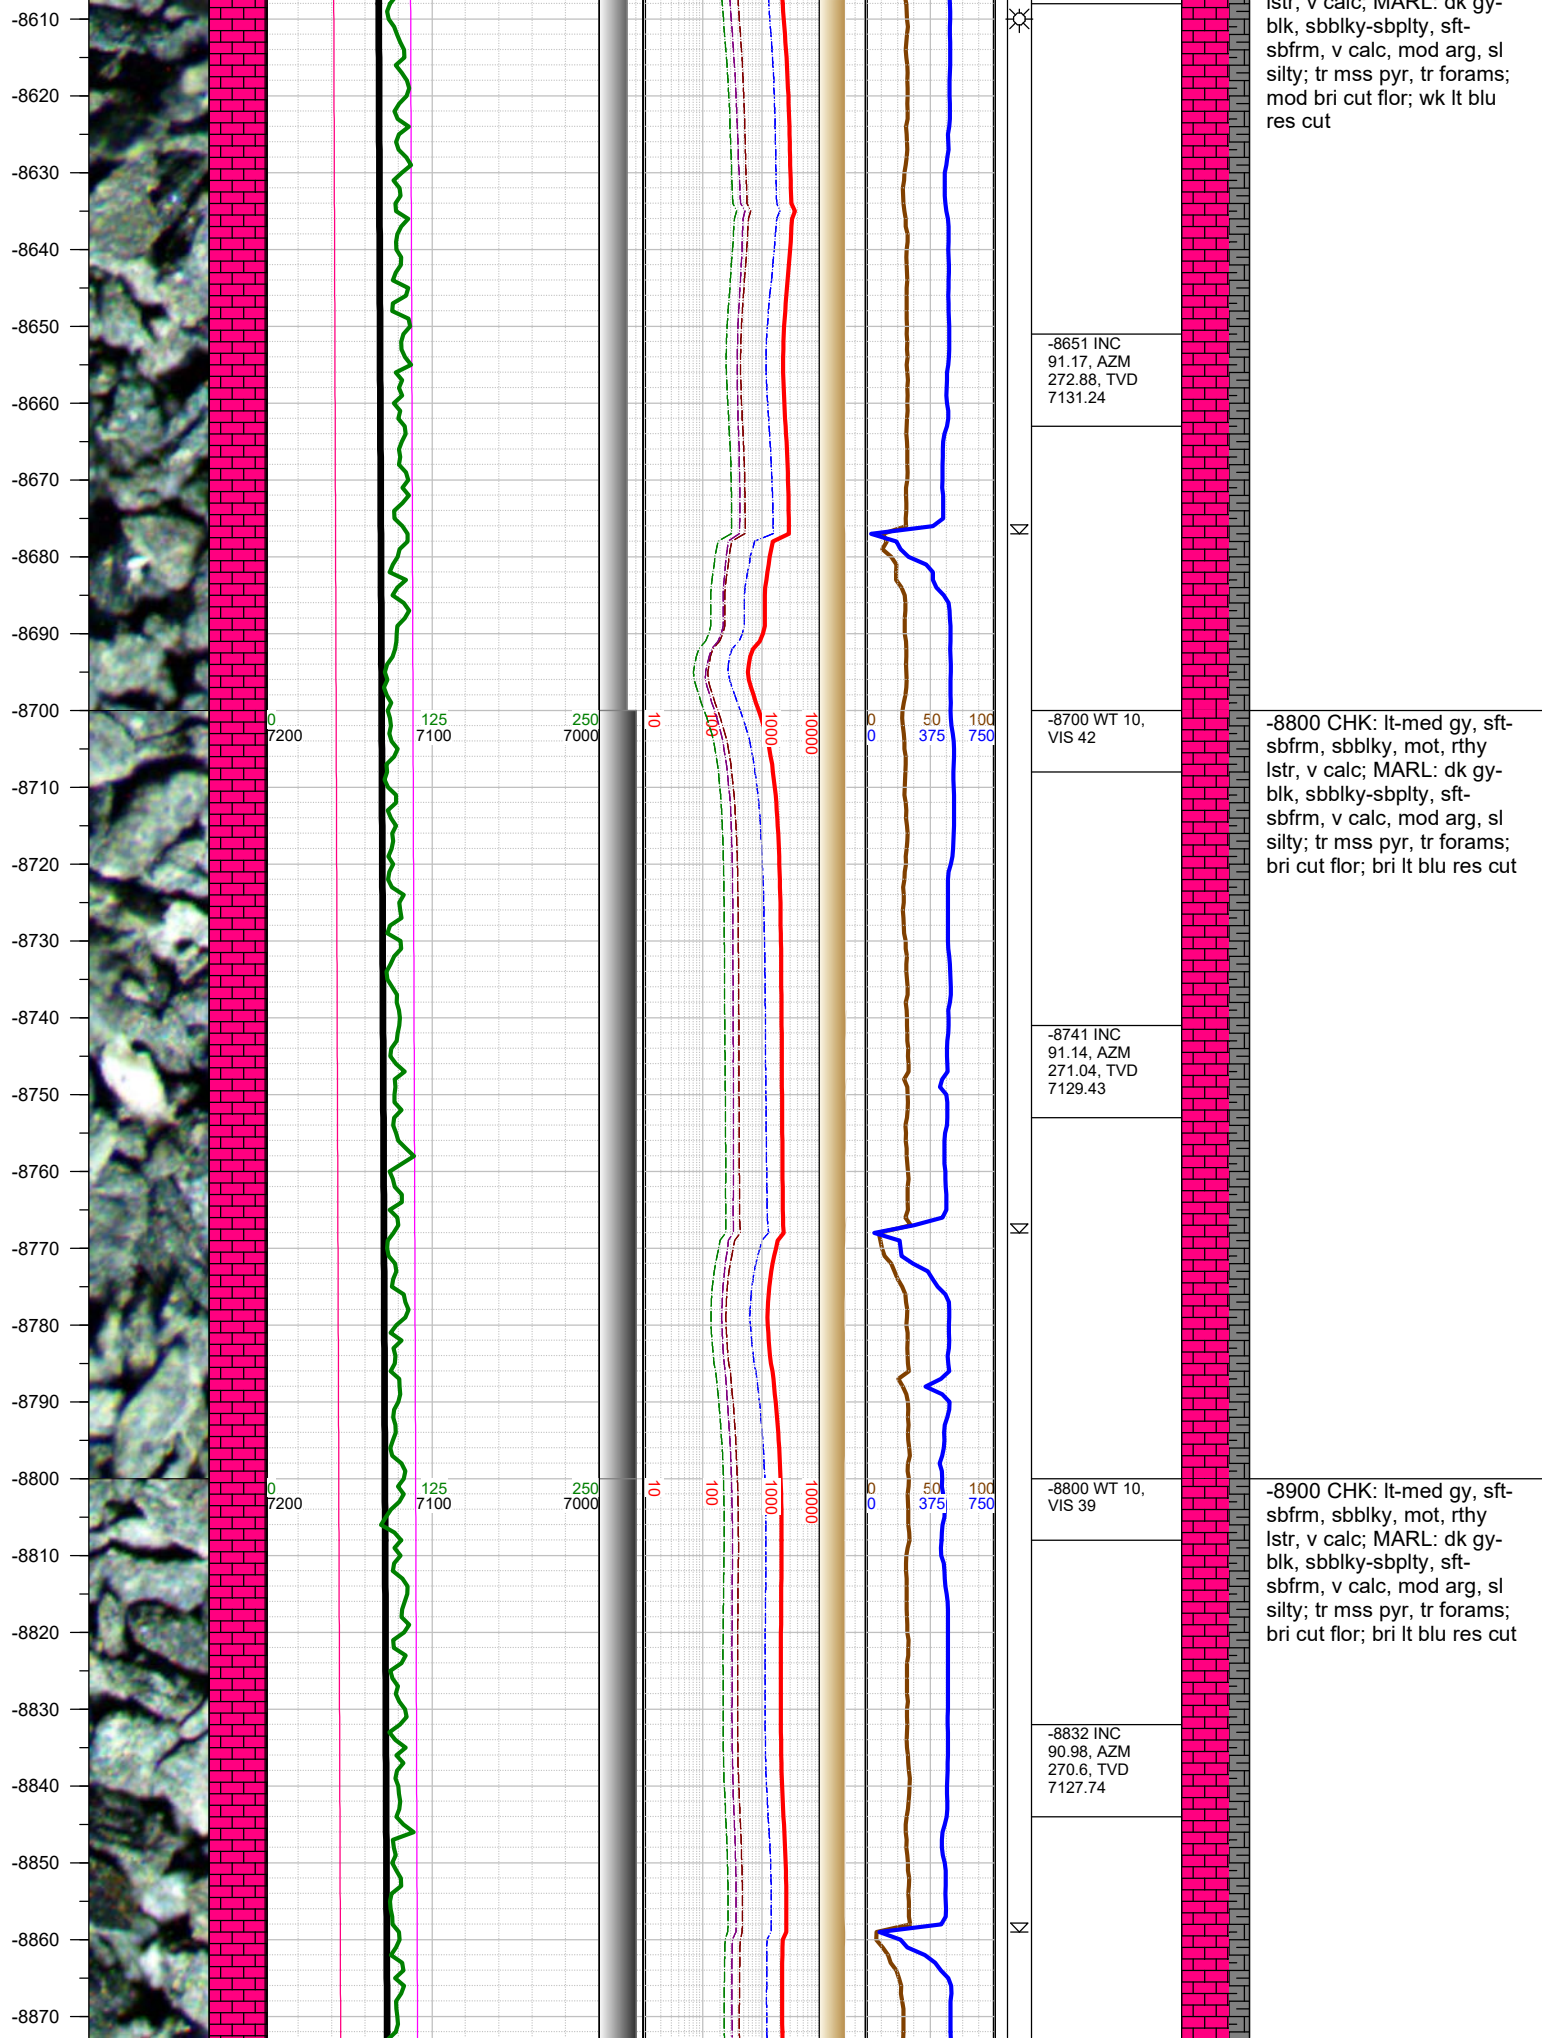 lstr, v calc; MARL: dk gy-
-8610
blk, sbblky-sbplty, sft-
sbfrm, v calc, mod arg, sl
silty; tr mss pyr, tr forams;
-8620
mod bri cut flor; wk lt blu
res cut
-8630
-8640
-8650
-8651 INC
91.17, AZM
272.88, TVD
7131.24
-8660
-8670
-8680
-8690
-8700
0 125 250
7200 7100 7000
10 100 1000 10000
0 50 100
0 375 750
-8700 WT 10,
VIS 42
-8800 CHK: lt-med gy, sft-
sbfrm, sbblky, mot, rthy
lstr, v calc; MARL: dk gy-
blk, sbblky-sbplty, sft-
sbfrm, v calc, mod arg, sl
silty; tr mss pyr, tr forams;
bri cut flor; bri lt blu res cut
-8710
-8720
-8730
-8740
-8741 INC
91.14, AZM
271.04, TVD
7129.43
-8750
-8760
-8770
-8780
-8790
-8800
0 125 250
7200 7100 7000
10 100 1000 10000
0 50 100
0 375 750
-8800 WT 10,
VIS 39
-8900 CHK: lt-med gy, sft-
sbfrm, sbblky, mot, rthy
lstr, v calc; MARL: dk gy-
blk, sbblky-sbplty, sft-
sbfrm, v calc, mod arg, sl
silty; tr mss pyr, tr forams;
bri cut flor; bri lt blu res cut
-8810
-8820
-8830
-8832 INC
90.98, AZM
270.6, TVD
7127.74
-8840
-8850
-8860
-8870